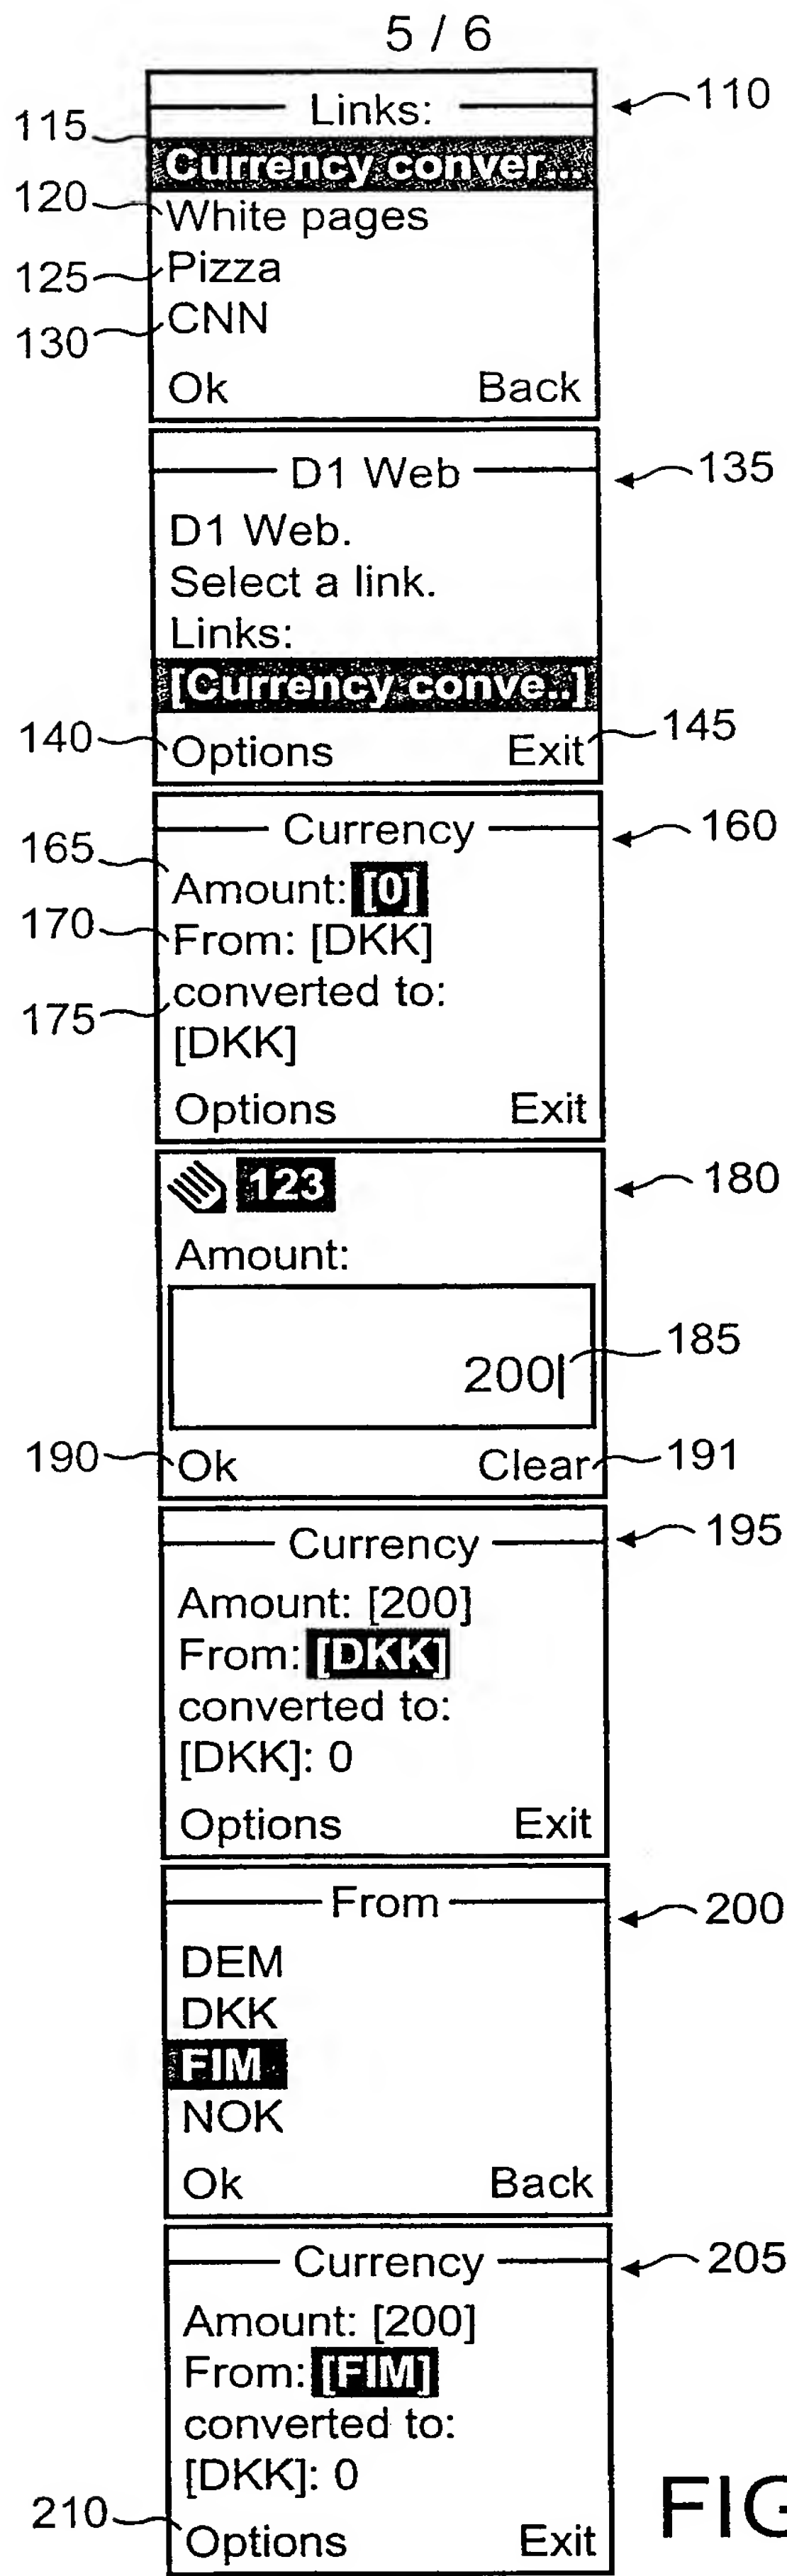 5 / 6
Links:
110
115
Currency conver...
120
White pages
125
Pizza
130
CNN
Ok Back
D1 Web
135
D1 Web.
Select a link.
Links:
[Currency conve..]
140
Options Exit
145
Currency
160
165
Amount: [0]
170
From: [DKK]
175
converted to:
[DKK]
Options Exit
123
180
Amount:
200
185
190
Ok Clear
191
Currency
195
Amount: [200]
From: [DKK]
converted to:
[DKK]: 0
Options Exit
From
200
DEM
DKK
FIM
NOK
Ok Back
Currency
205
Amount: [200]
From: [FIM]
converted to:
[DKK]: 0
210
Options Exit
FIG